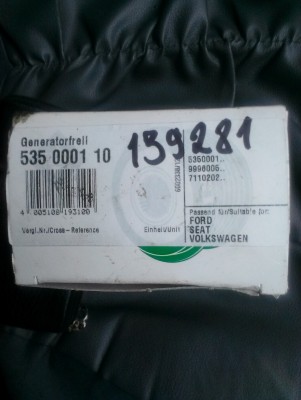 Generatorfreil
535 0001 10
159281
5350001..
9996006..
7110202..
4 005108 193100
Passend für/Suitable for:
FORD
SEAT
VOLKSWAGEN
Vergl.Nr./Cross - Reference
Einheit/Unit